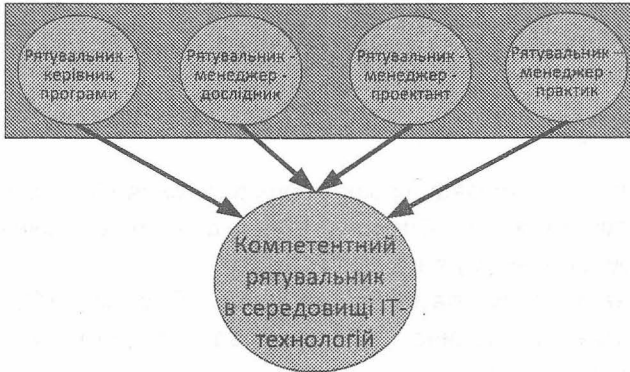 Рятувальник -
керівник
програми
Рятувальник -
менеджер -
дослідник
Рятувальник -
менеджер -
проектант
Рятувальник –
менеджер -
практик
Компетентний
рятувальник
в середовищі ІТ-
технологій